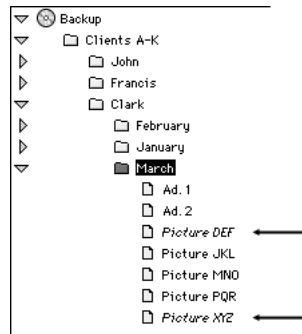 Backup
Clients A-K
John
Francis
Clark
February
January
March
Ad.1
Ad.2
Picture DEF
Picture JKL
Picture MNO
Picture PQR
Picture XYZ